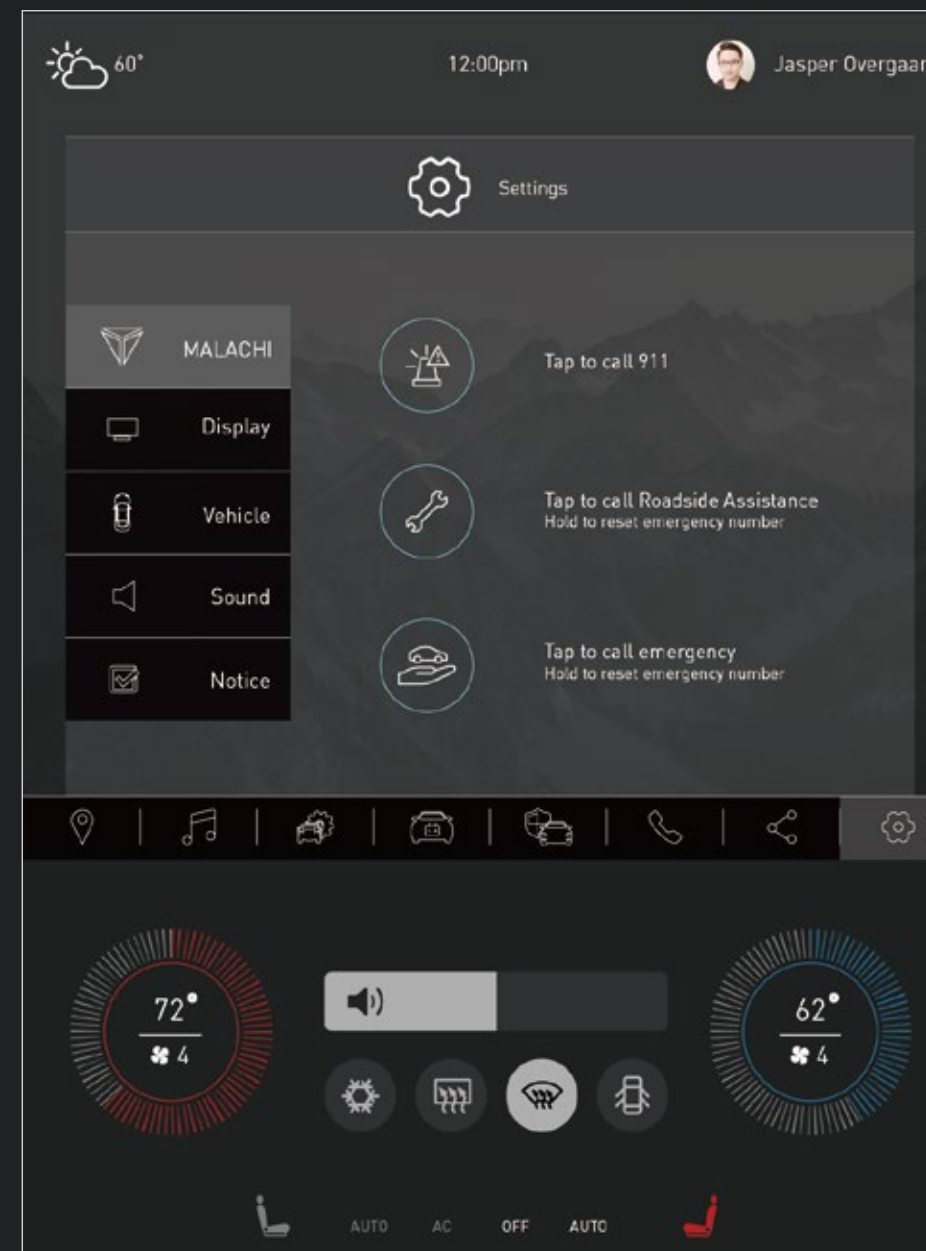 60°
12:00pm
Jasper Overgaar
Settings
MALACHI
Display
Vehicle
Sound
Notice
Tap to call 911
Tap to call Roadside Assistance
Hold to reset emergency number
Tap to call emergency
Hold to reset emergency number
72°
4
62°
4
AUTO
AC
OFF
AUTO